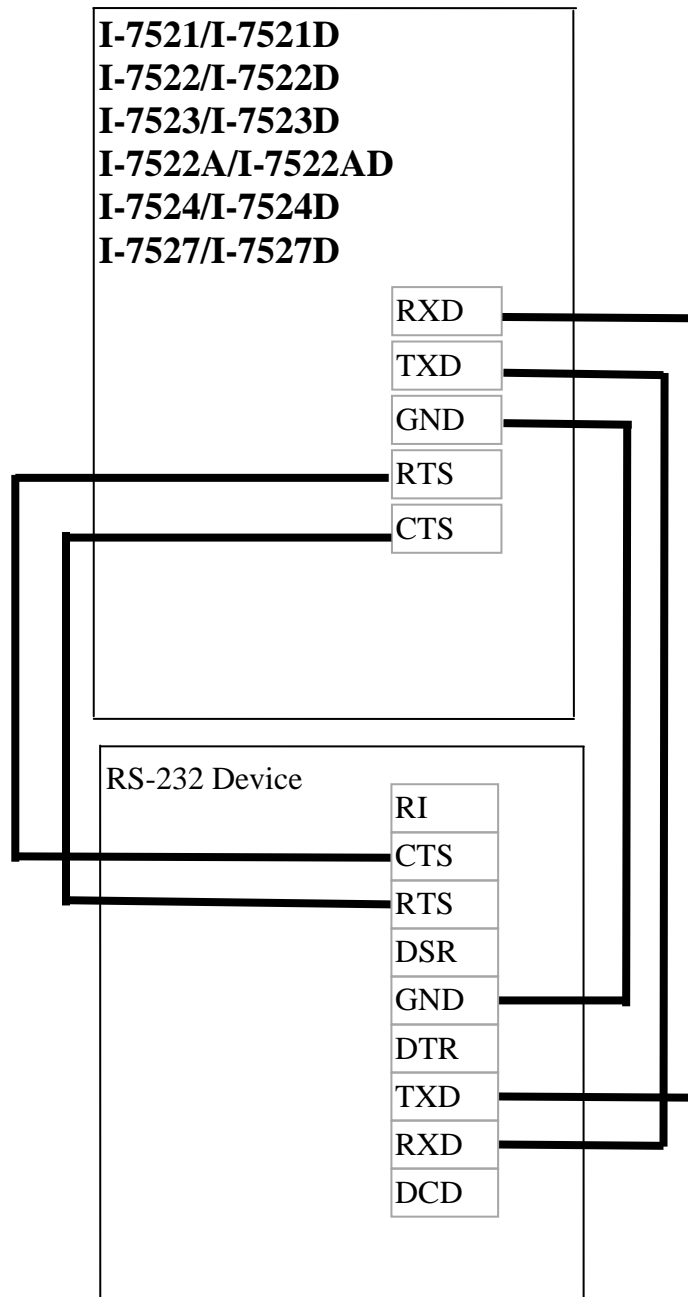 I-7521/I-7521D
I-7522/I-7522D
I-7523/I-7523D
I-7522A/I-7522AD
I-7524/I-7524D
I-7527/I-7527D
RXD
TXD
GND
RTS
CTS
RS-232 Device
RI
CTS
RTS
DSR
GND
DTR
TXD
RXD
DCD